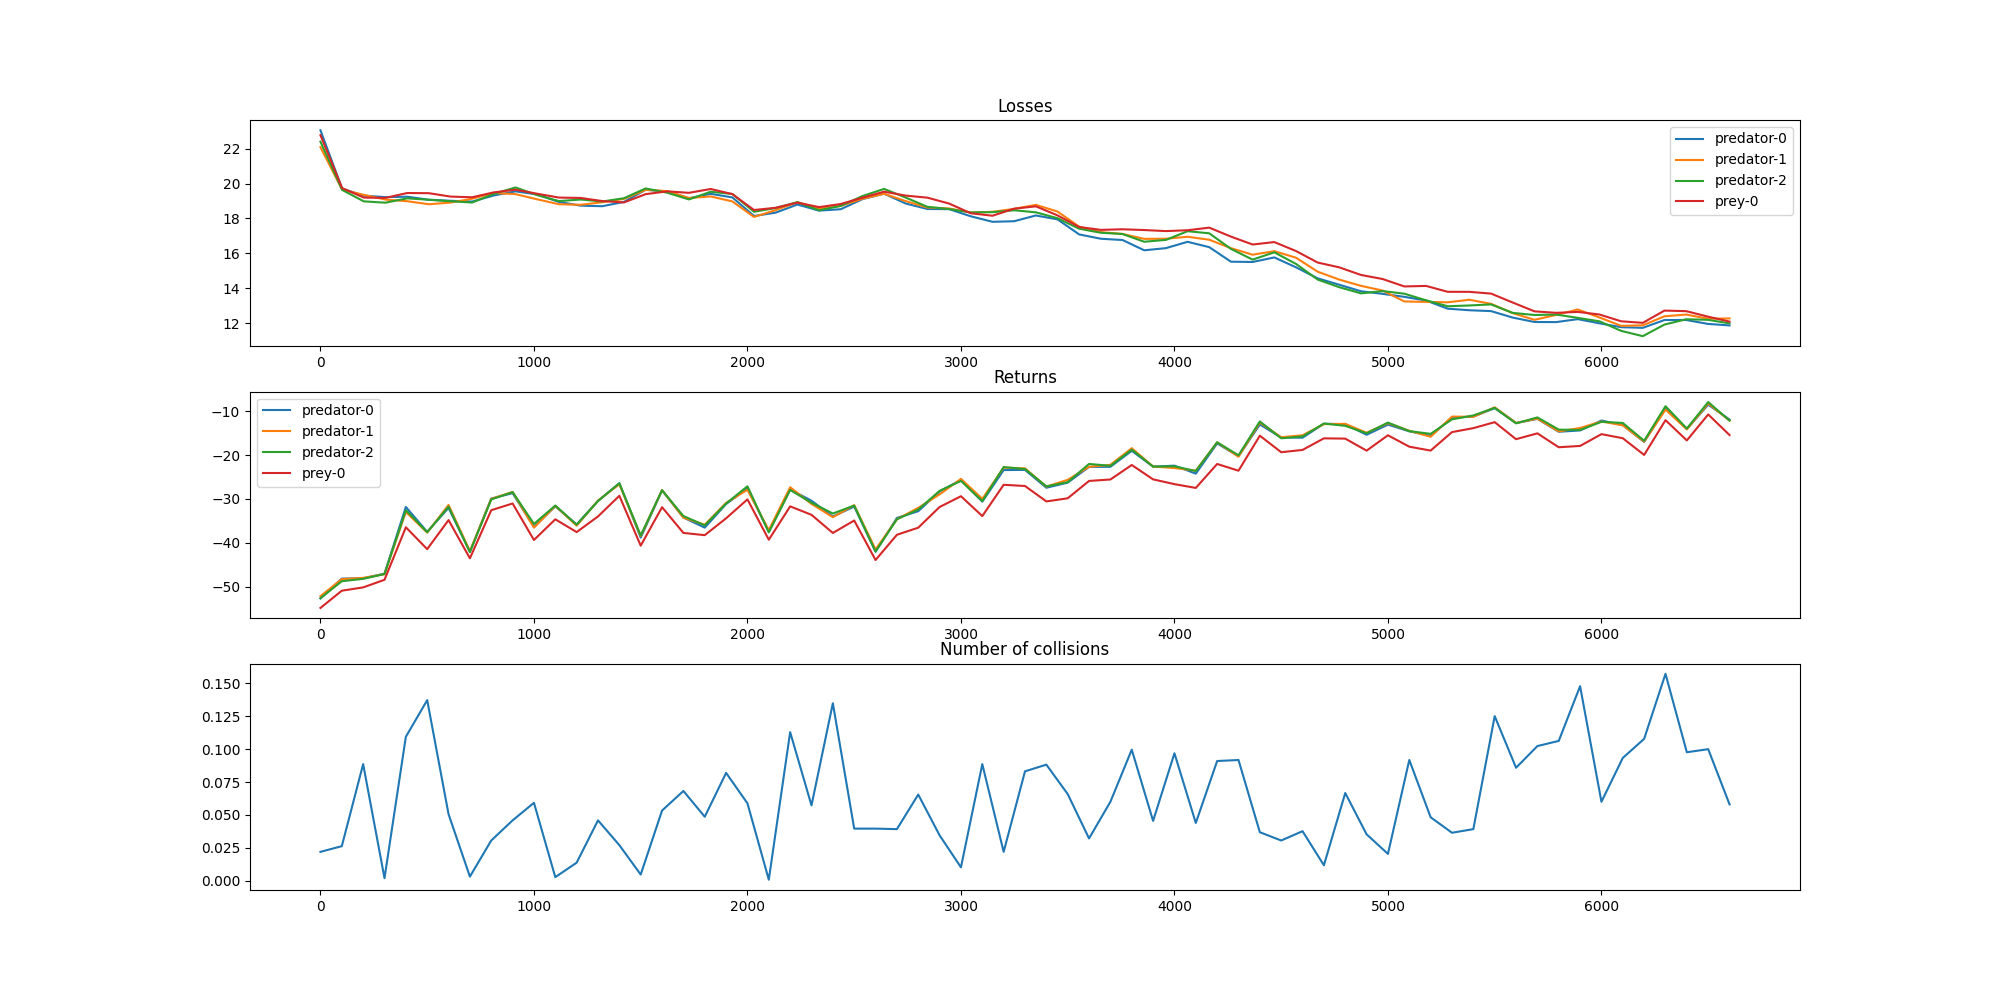 Losses
22
20
18
16
14
12
predator-0
predator-1
predator-2
prey-0
0 1000 2000 3000 4000 5000 6000
Returns
−10
−20
−30
−40
−50
predator-0
predator-1
predator-2
prey-0
0 1000 2000 3000 4000 5000 6000
Number of collisions
0.150
0.125
0.100
0.075
0.050
0.025
0.000
0 1000 2000 3000 4000 5000 6000